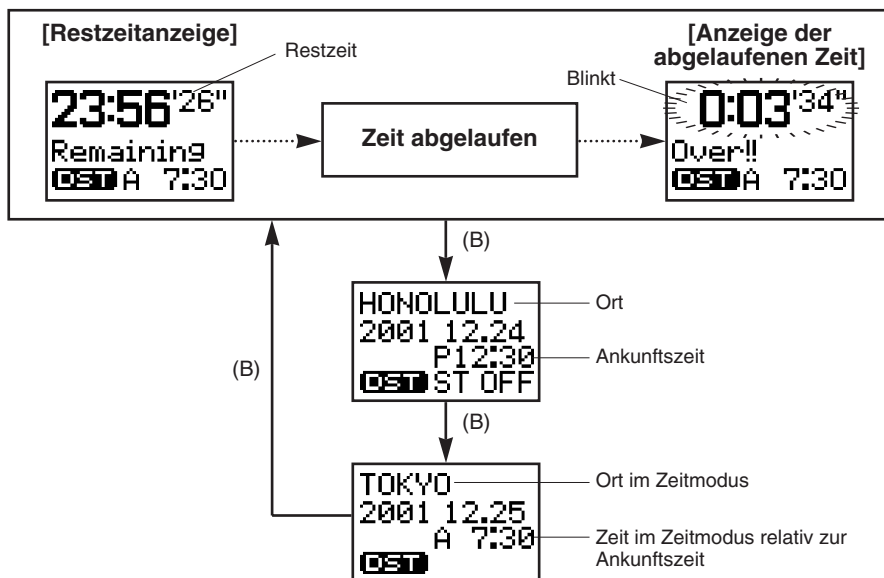 [Restzeitanzeige]
Restzeit
23:56'26"
Remaining
DST A 7:30
Zeit abgelaufen
[Anzeige der
abgelaufenen Zeit]
Blinkt
0:03'34"
Over!!
DST A 7:30
(B)
HONOLULU
2001 12.24
P12:30
DST ST OFF
Ort
Ankunftszeit
(B)
(B)
TOKYO
2001 12.25
A 7:30
DST
Ort im Zeitmodus
Zeit im Zeitmodus relativ zur
Ankunftszeit